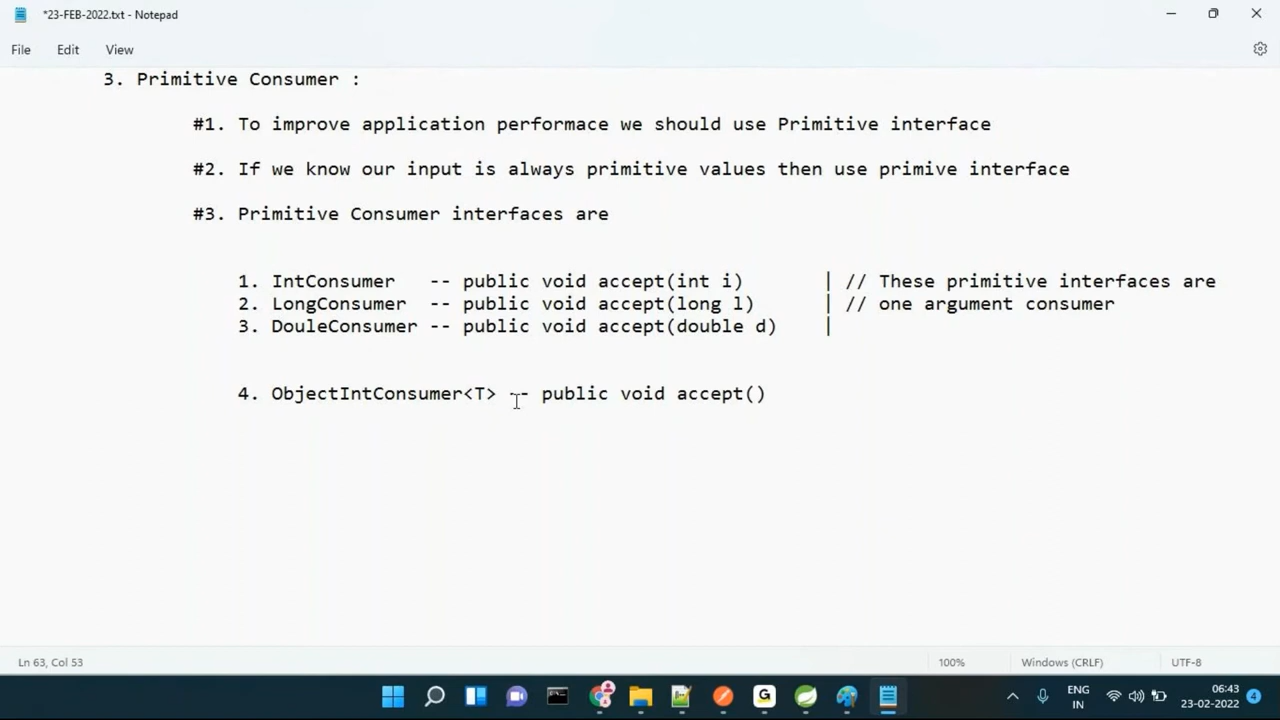 *23-FEB-2022.txt - Notepad
File Edit View
3. Primitive Consumer :
#1. To improve application performace we should use Primitive interface
#2. If we know our input is always primitive values then use primive interface
#3. Primitive Consumer interfaces are
1. IntConsumer -- public void accept(int i) | // These primitive interfaces are
2. LongConsumer -- public void accept(long l) | // one argument consumer
3. DouleConsumer -- public void accept(double d) |
4. ObjectIntConsumer<T> -- public void accept()
Ln 63, Col 53 100% Windows (CRLF) UTF-8
ENG 06:43
IN 23-02-2022 4